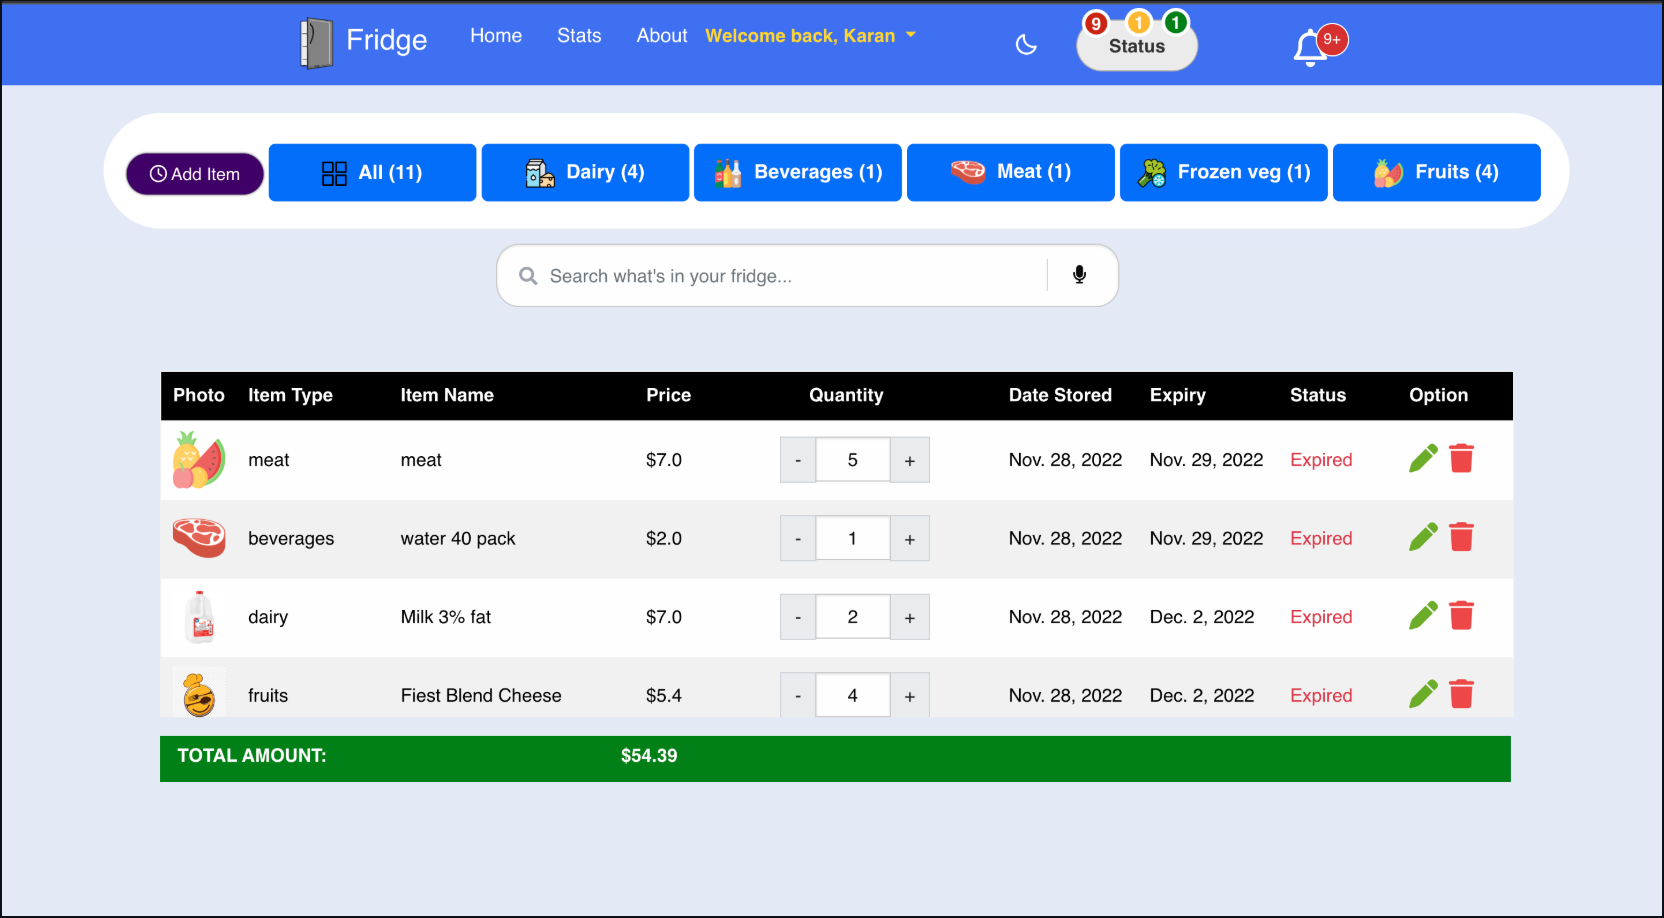 Fridge Home Stats About Welcome back, Karan 9 1 1 Status 9+
Add Item All (11) Dairy (4) Beverages (1) Meat (1) Frozen veg (1) Fruits (4)
Search what's in your fridge...
Photo Item Type Item Name Price Quantity Date Stored Expiry Status Option
meat meat $7.0 - 5 + Nov. 28, 2022 Nov. 29, 2022 Expired
beverages water 40 pack $2.0 - 1 + Nov. 28, 2022 Nov. 29, 2022 Expired
dairy Milk 3% fat $7.0 - 2 + Nov. 28, 2022 Dec. 2, 2022 Expired
fruits Fiest Blend Cheese $5.4 - 4 + Nov. 28, 2022 Dec. 2, 2022 Expired
TOTAL AMOUNT: $54.39